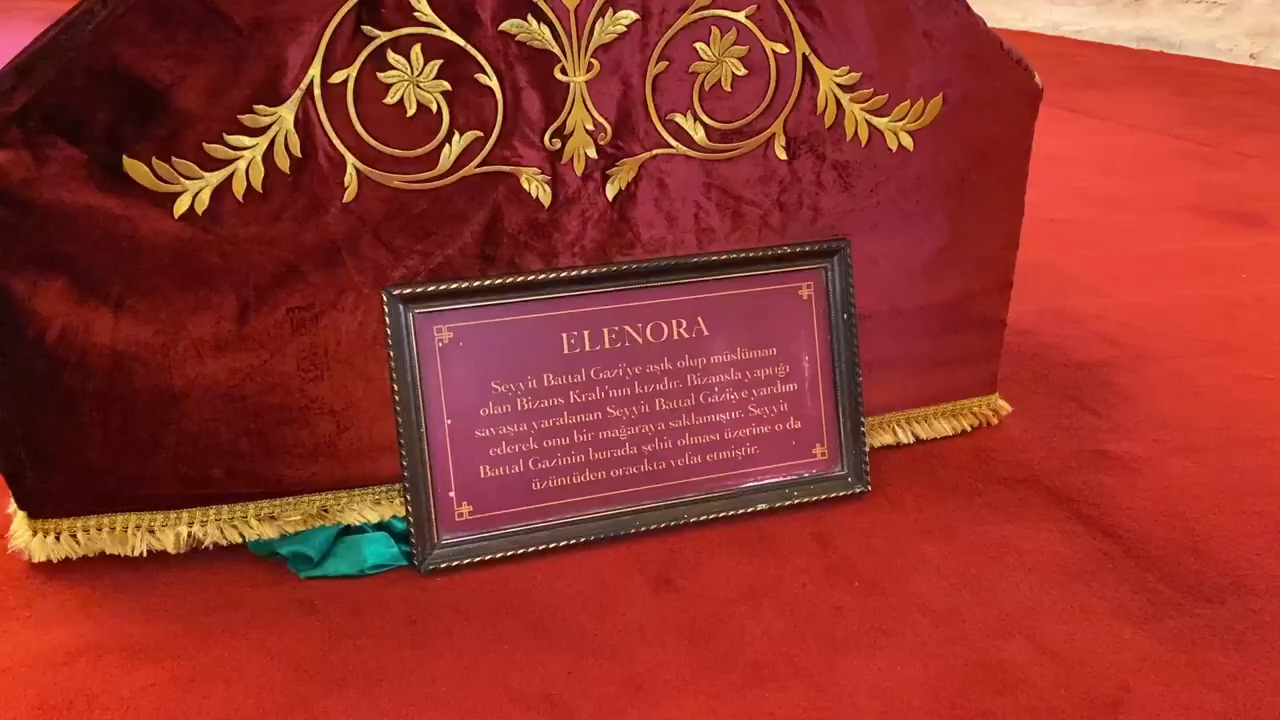 ELENORA
Seyyit Battal Gazi'ye aşık olup müslüman
olan Bizans Kralı'nın kızıdır. Bizansla yaptığı
savaşta yaralanan Seyyit Battal Gazi'ye yardım
ederek onu bir mağaraya saklamıştır. Seyyit
Battal Gazinin burada şehit olması üzerine o da
üzüntüden oracıkta vefat etmiştir.